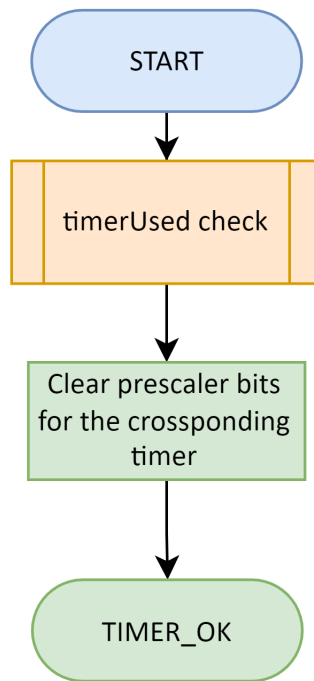 START
timerUsed check
Clear prescaler bits
for the crossponding
timer
TIMER_OK